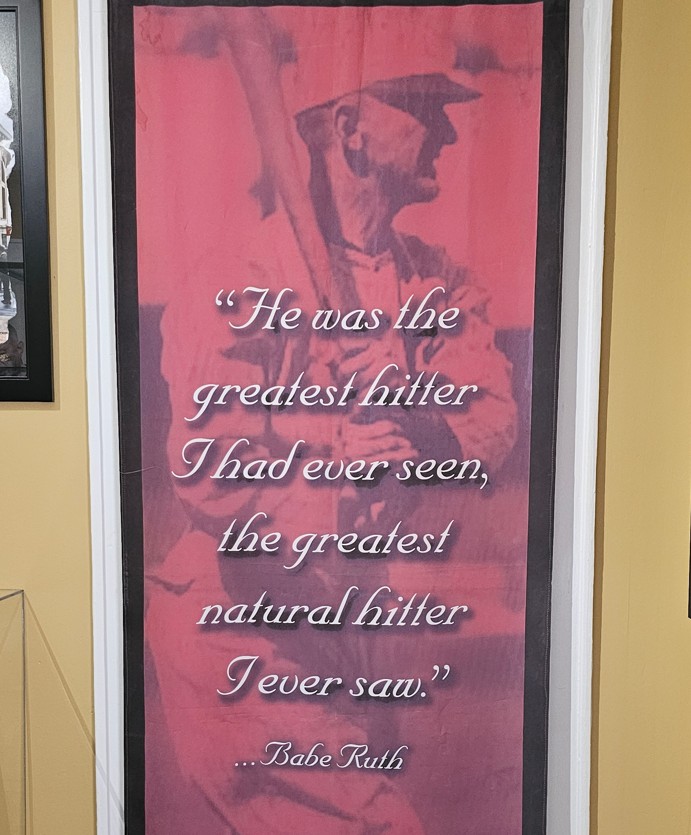 “He was the
greatest hitter
I had ever seen,
the greatest
natural hitter
I ever saw.”
...Babe Ruth